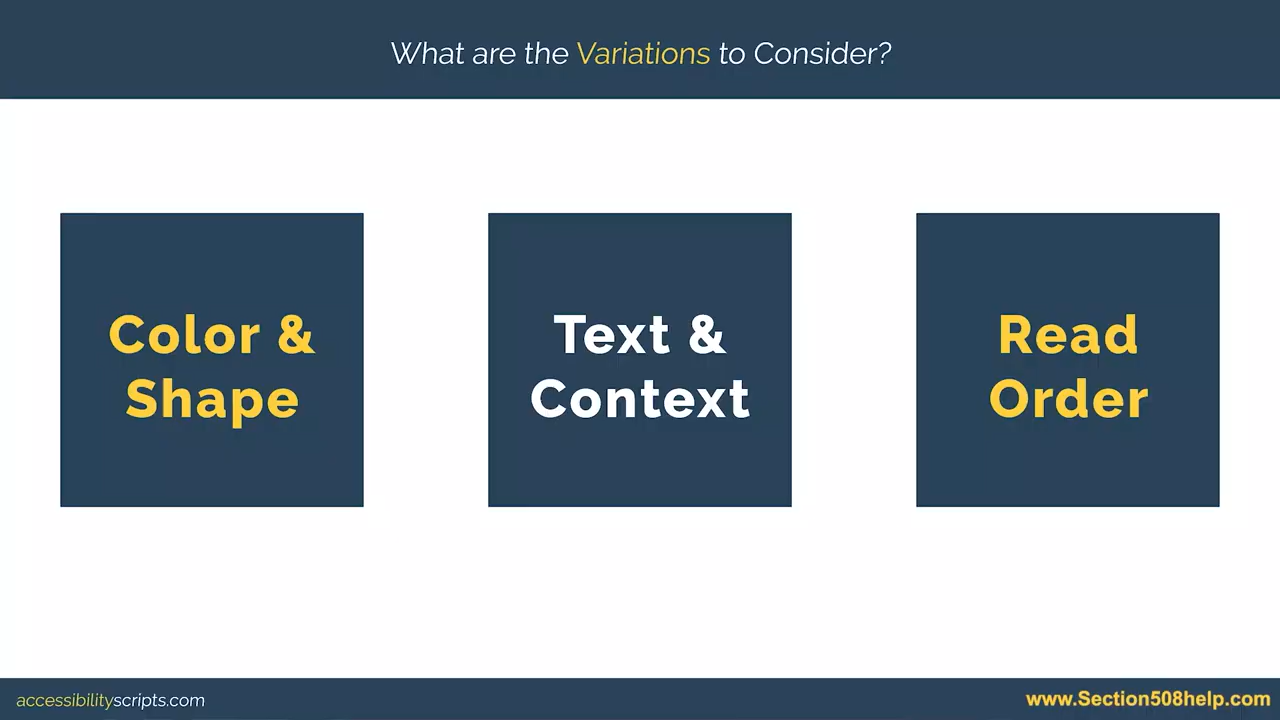 What are the Variations to Consider?
Color &
Shape
Text &
Context
Read
Order
accessibilityscripts.com
www.Section508help.com